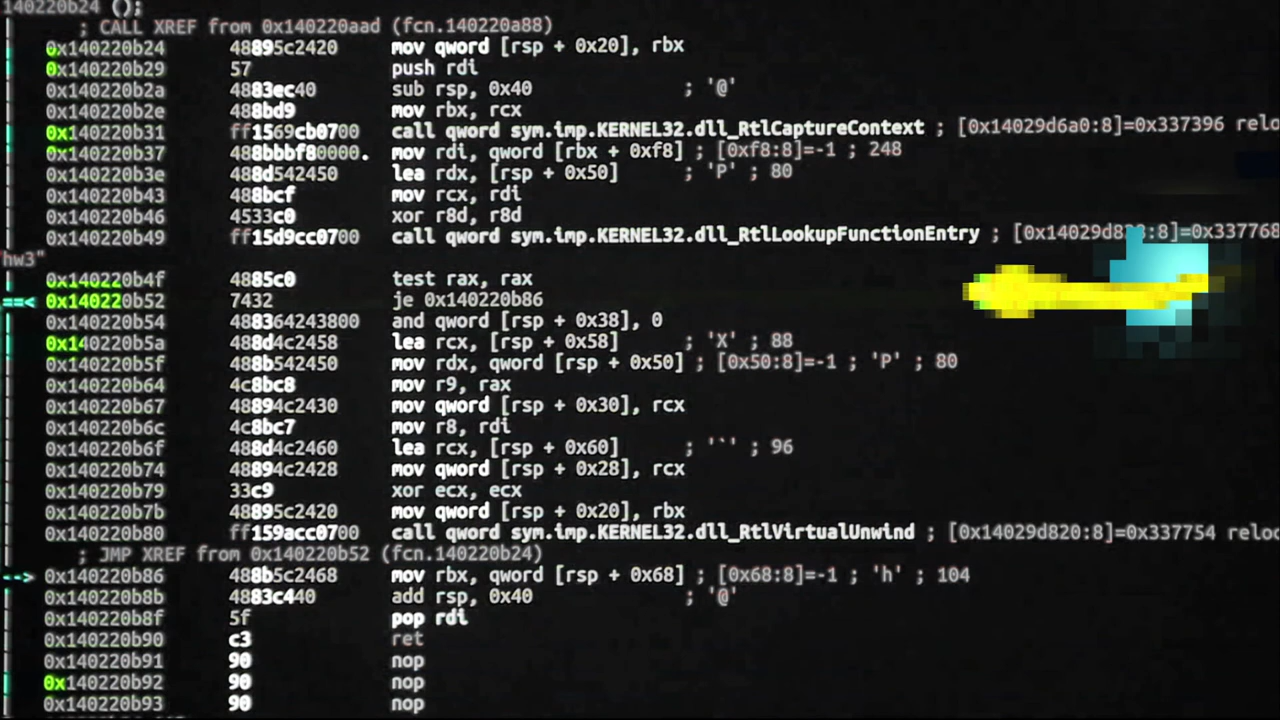 140220b24 ();
; CALL XREF from 0x140220aad (fcn.140220a88)
0x140220b24 48895c2420 mov qword [rsp + 0x20], rbx
0x140220b29 57 push rdi
0x140220b2a 4883ec40 sub rsp, 0x40 ; '@'
0x140220b2e 488bd9 mov rbx, rcx
0x140220b31 ff1569cb0700 call qword sym.imp.KERNEL32.dll_RtlCaptureContext ; [0x14029d6a0:8]=0x337396 relo
0x140220b37 488bbbf80000. mov rdi, qword [rbx + 0xf8] ; [0xf8:8]=-1 ; 248
0x140220b3e 488d542450 lea rdx, [rsp + 0x50] ; 'P' ; 80
0x140220b43 488bcf mov rcx, rdi
0x140220b46 4533c0 xor r8d, r8d
0x140220b49 ff15d9cc0700 call qword sym.imp.KERNEL32.dll_RtlLookupFunctionEntry ; =0x337768
hw3"
0x140220b4f 4885c0 test rax, rax
==< 0x140220b52 7432 je 0x140220b86
0x140220b54 488364243800 and qword [rsp + 0x38], 0
0x140220b5a 488d4c2458 lea rcx, [rsp + 0x58] ; 'X' ; 88
0x140220b5f 488b542450 mov rdx, qword [rsp + 0x50] ; [0x50:8]=-1 ; 'P' ; 80
0x140220b64 4c8bc8 mov r9, rax
0x140220b67 48894c2430 mov qword [rsp + 0x30], rcx
0x140220b6c 4c8bc7 mov r8, rdi
0x140220b6f 488d4c2460 lea rcx, [rsp + 0x60] ; '`' ; 96
0x140220b74 48894c2428 mov qword [rsp + 0x28], rcx
0x140220b79 33c9 xor ecx, ecx
0x140220b7b 48895c2420 mov qword [rsp + 0x20], rbx
0x140220b80 ff159acc0700 call qword sym.imp.KERNEL32.dll_RtlVirtualUnwind ; [0x14029d820:8]=0x337754 reloc
; JMP XREF from 0x140220b52 (fcn.140220b24)
--> 0x140220b86 488b5c2468 mov rbx, qword [rsp + 0x68] ; [0x68:8]=-1 ; 'h' ; 104
0x140220b8b 4883c440 add rsp, 0x40 ; '@'
0x140220b8f 5f pop rdi
0x140220b90 c3 ret
0x140220b91 90 nop
0x140220b92 90 nop
0x140220b93 90 nop